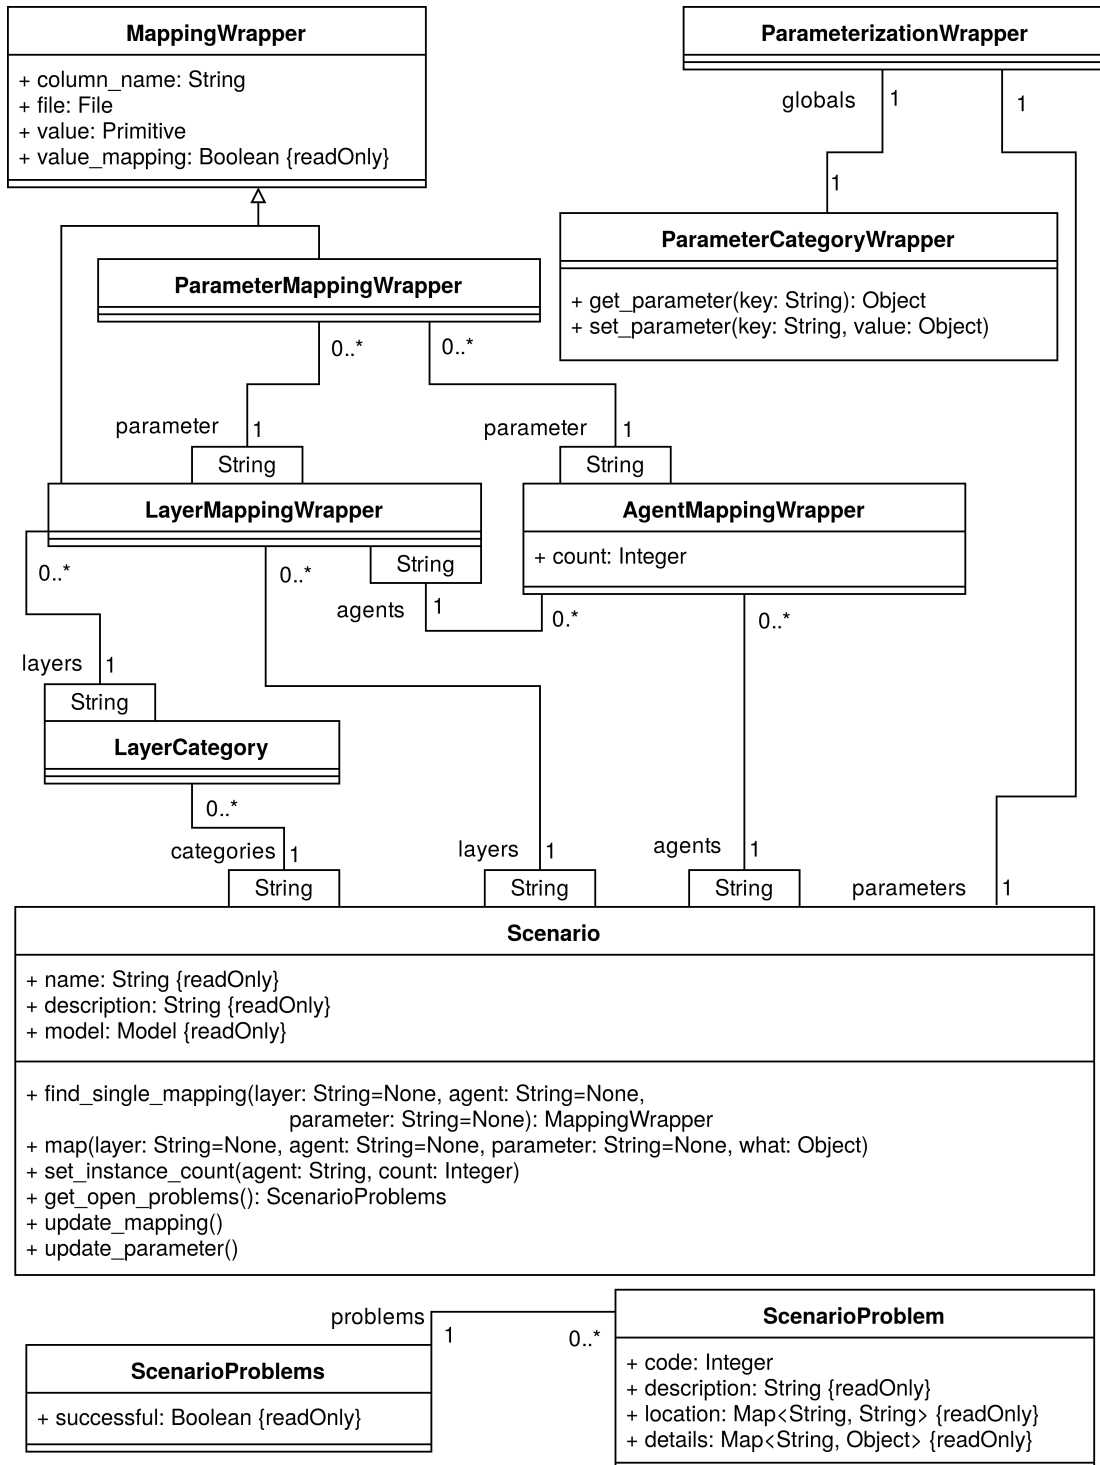 MappingWrapper
+ column_name: String
+ file: File
+ value: Primitive
+ value_mapping: Boolean {readOnly}
ParameterizationWrapper
globals
1
1
1
ParameterCategoryWrapper
+ get_parameter(key: String): Object
+ set_parameter(key: String, value: Object)
ParameterMappingWrapper
0..*
0..*
parameter
1
parameter
1
String
String
LayerMappingWrapper
AgentMappingWrapper
+ count: Integer
0..*
0..*
String
agents
1
0.*
0..*
layers
1
String
LayerCategory
0..*
categories
1
layers
1
agents
1
String
String
String
parameters
1
Scenario
+ name: String {readOnly}
+ description: String {readOnly}
+ model: Model {readOnly}
+ find_single_mapping(layer: String=None, agent: String=None,
parameter: String=None): MappingWrapper
+ map(layer: String=None, agent: String=None, parameter: String=None, what: Object)
+ set_instance_count(agent: String, count: Integer)
+ get_open_problems(): ScenarioProblems
+ update_mapping()
+ update_parameter()
problems
1
0..*
ScenarioProblems
+ successful: Boolean {readOnly}
ScenarioProblem
+ code: Integer
+ description: String {readOnly}
+ location: Map<String, String> {readOnly}
+ details: Map<String, Object> {readOnly}